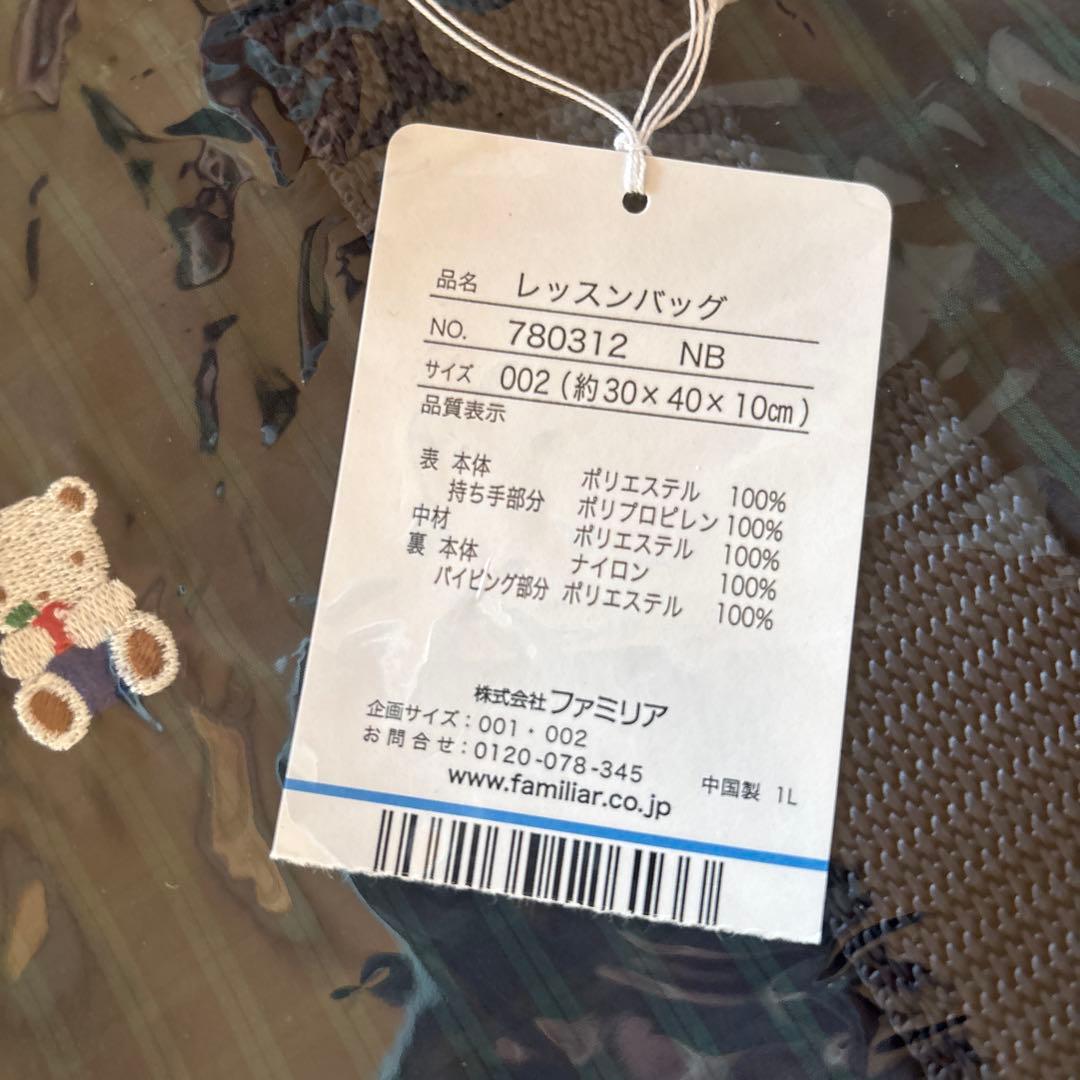 品名 レッスンバッグ
NO. 780312 NB
サイズ 002 (約30×40×10㎝)
品質表示
表 本体 ポリエステル 100%
持ち手部分 ポリプロピレン 100%
中材 ポリエステル 100%
裏 本体 ナイロン 100%
パイピング部分 ポリエステル 100%
株式会社ファミリア
企画サイズ：001・002
お問合せ：0120-078-345
www.familiar.co.jp
中国製 1L